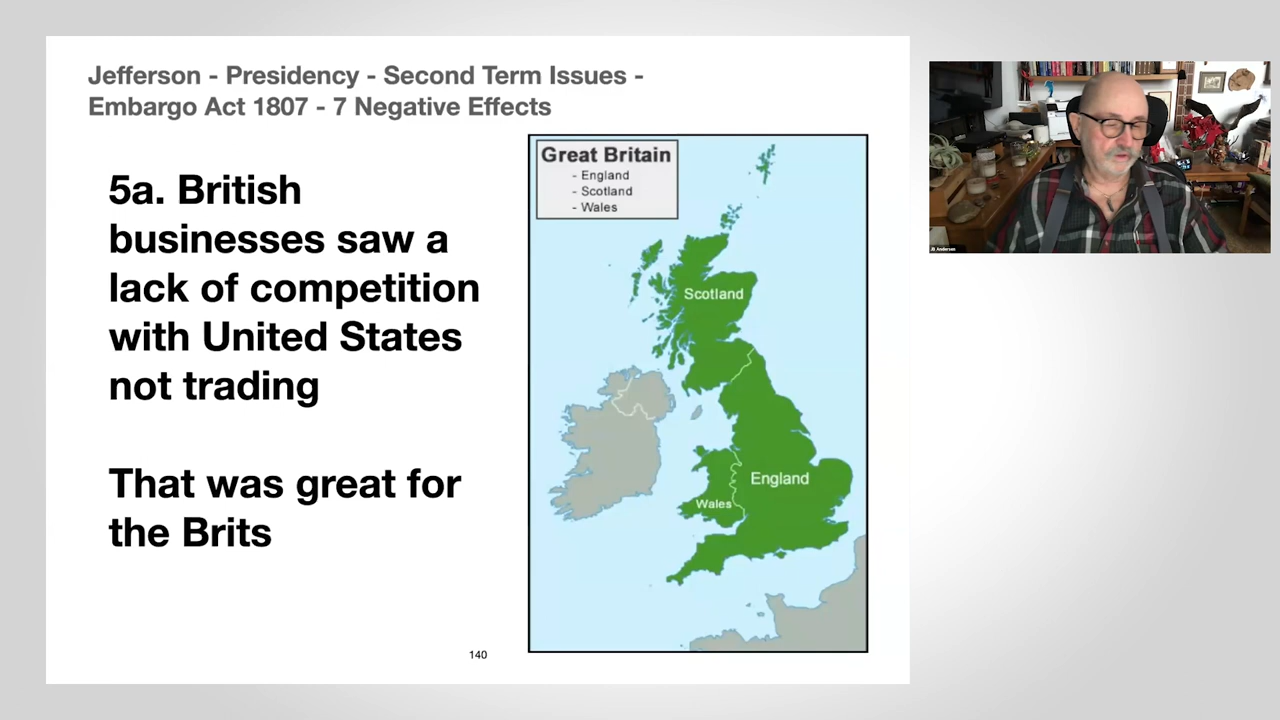 Jefferson - Presidency - Second Term Issues -
Embargo Act 1807 - 7 Negative Effects
5a. British
businesses saw a
lack of competition
with United States
not trading
That was great for
the Brits
Great Britain
- England
- Scotland
- Wales
Scotland
England
Wales
140
JB Anderson